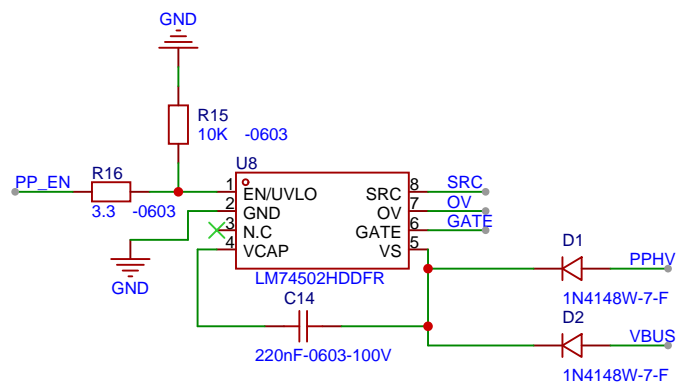 GND
R15
10K -0603
PP_EN
R16
3.3 -0603
U8
1 EN/UVLO SRC 8
2 GND OV 7
3 N.C GATE 6
4 VCAP VS 5
LM74502HDDFR
SRC
OV
GATE
GND
C14
220nF-0603-100V
D1
PPHV
1N4148W-7-F
D2
VBUS
1N4148W-7-F